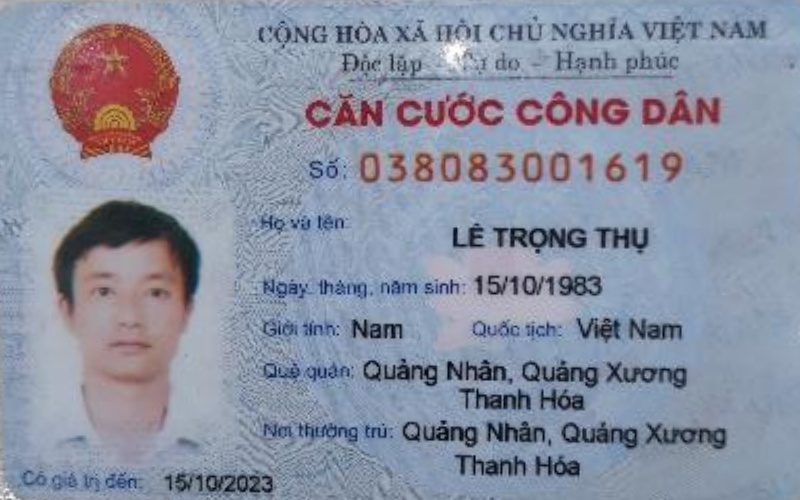 CỘNG HÒA XÃ HỘI CHỦ NGHĨA VIỆT NAM
Độc lập - Tự do - Hạnh phúc
CĂN CƯỚC CÔNG DÂN
Số: 038083001619
Họ và tên:
LÊ TRỌNG THỤ
Ngày, tháng, năm sinh: 15/10/1983
Giới tính: Nam Quốc tịch: Việt Nam
Quê quán: Quảng Nhân, Quảng Xương
Thanh Hóa
Nơi thường trú: Quảng Nhân, Quảng Xương
Thanh Hóa
Có giá trị đến: 15/10/2023